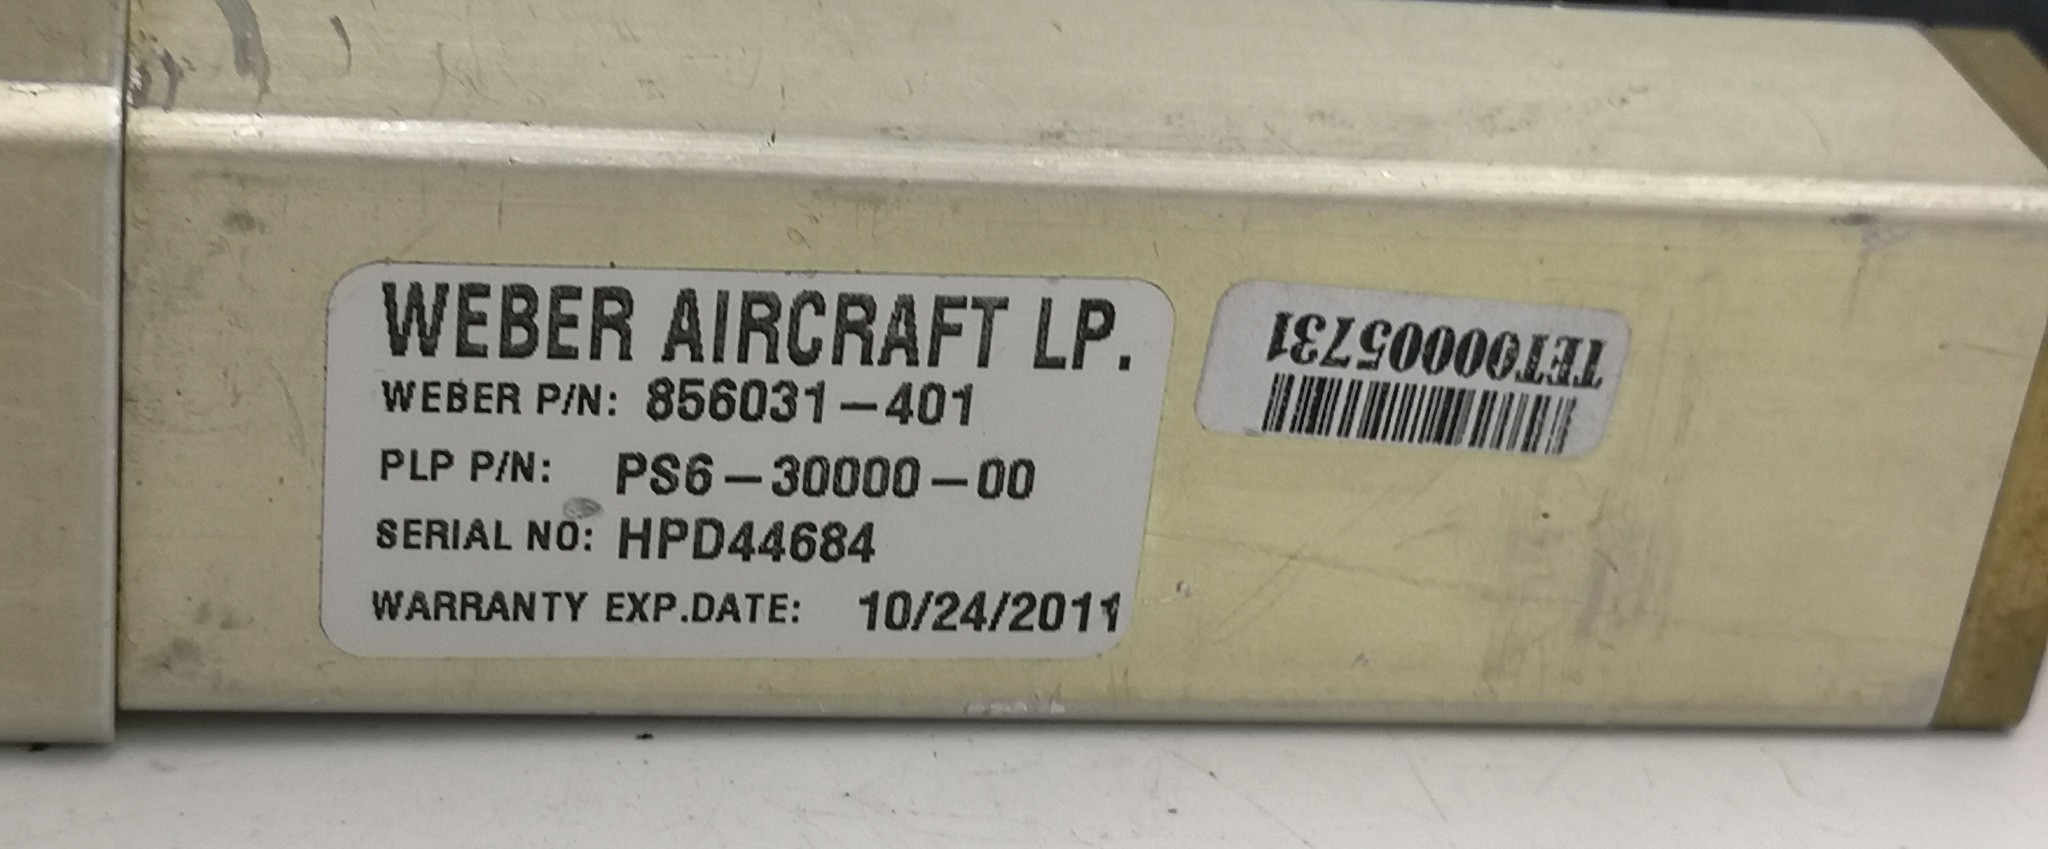 WEBER AIRCRAFT LP.
WEBER P/N: 856031-401
PLP P/N: PS6-30000-00
SERIAL NO: HPD44684
WARRANTY EXP.DATE: 10/24/2011
TET00005731